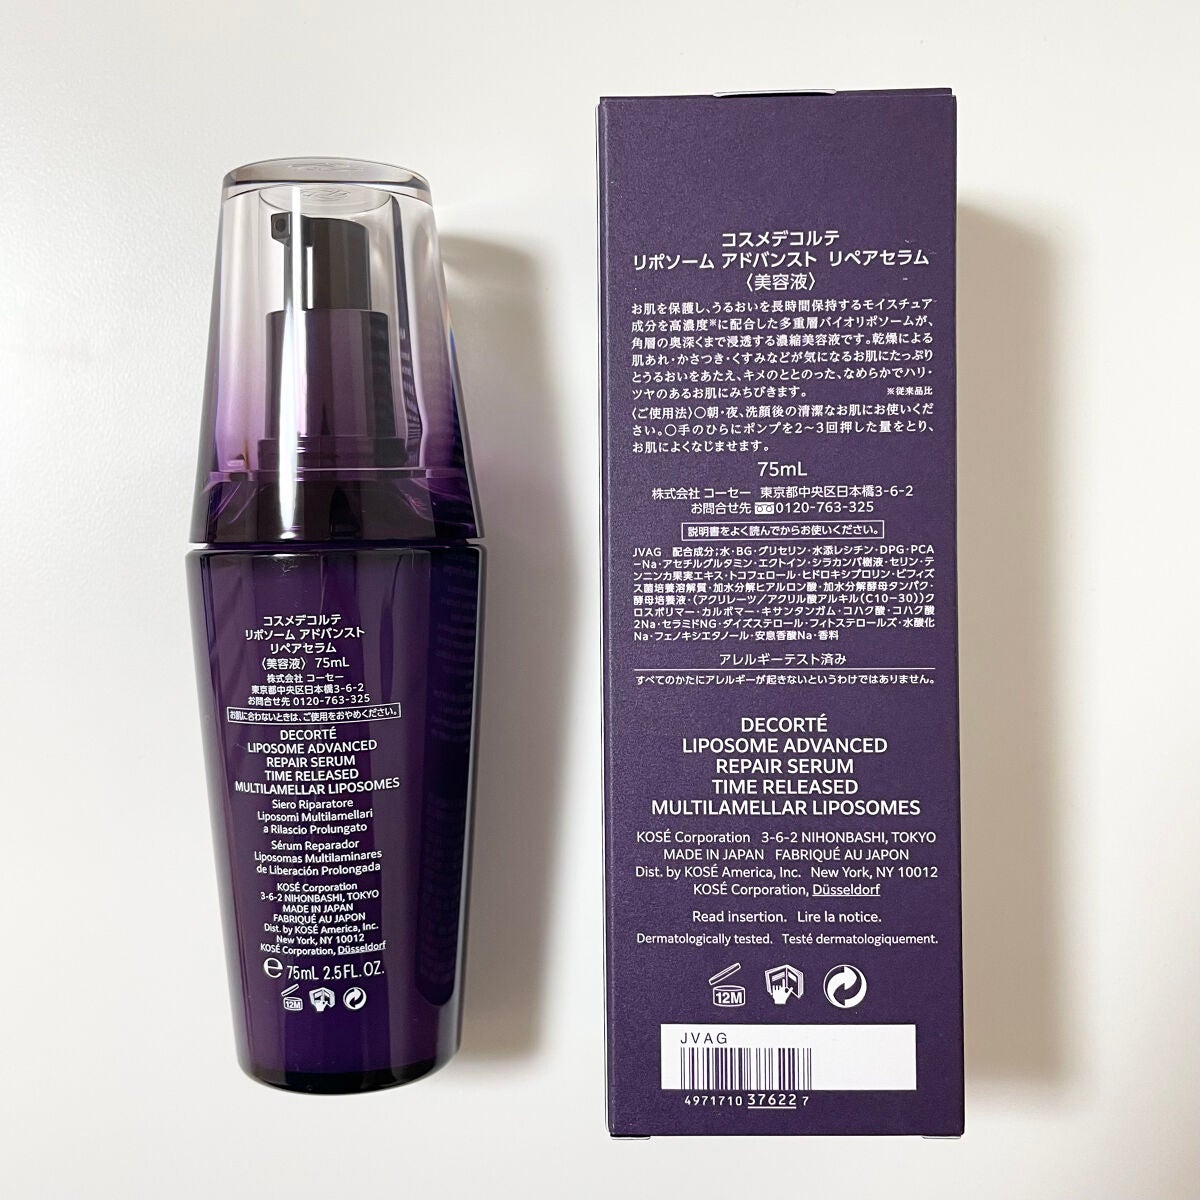 コスメデコルテ
リポソーム アドバンスト
リペアセラム
〈美容液〉 75mL
株式会社 コーセー
東京都中央区日本橋3-6-2
お問合せ先 0120-763-325
お肌に合わないときは、ご使用をおやめください。
DECORTÉ
LIPOSOME ADVANCED
REPAIR SERUM
TIME RELEASED
MULTILAMELLAR LIPOSOMES
Siero Riparatore
Liposomi Multilamellari
a Rilascio Prolungato
Sérum Reparador
Liposomas Multilaminares
de Liberación Prolongada
KOSÉ Corporation
3-6-2 NIHONBASHI, TOKYO
MADE IN JAPAN
FABRIQUÉ AU JAPON
Dist. by KOSÉ America, Inc.
New York, NY 10012
KOSÉ Corporation, Düsseldorf
℮ 75mL 2.5 FL. OZ.
12M
コスメデコルテ
リポソーム アドバンスト リペアセラム
〈美容液〉
お肌を保護し、うるおいを長時間保持するモイスチュア
成分を高濃度※に配合した多重層バイオリポソームが、
角層の奥深くまで浸透する濃縮美容液です。乾燥による
肌あれ・かさつき・くすみなどが気になるお肌にたっぷり
とうるおいをあたえ、キメのととのった、なめらかでハリ・
ツヤのあるお肌にみちびきます。 ※従来品比
〈ご使用法〉○朝・夜、洗顔後の清潔なお肌にお使いくだ
さい。○手のひらにポンプを2～3回押した量をとり、
お肌によくなじませます。
75mL
株式会社 コーセー 東京都中央区日本橋3-6-2
お問合せ先 0120-763-325
説明書をよく読んでからお使いください。
JVAG 配合成分；水・BG・グリセリン・水添レシチン・DPG・PCA
-Na・アセチルグルタミン・エクトイン・シラカンバ樹液・セリン・テ
ンニンカ果実エキス・トコフェロール・ヒドロキシプロリン・ビフィズ
ス菌培養溶解質・加水分解ヒアルロン酸・加水分解酵母タンパク・
酵母培養液・(アクリレーツ／アクリル酸アルキル(C10-30))ク
ロスポリマー・カルボマー・キサンタンガム・コハク酸・コハク酸
2Na・セラミドNG・ダイズステロール・フィトステロールズ・水酸化
Na・フェノキシエタノール・安息香酸Na・香料
アレルギーテスト済み
すべてのかたにアレルギーが起きないというわけではありません。
DECORTÉ
LIPOSOME ADVANCED
REPAIR SERUM
TIME RELEASED
MULTILAMELLAR LIPOSOMES
KOSÉ Corporation 3-6-2 NIHONBASHI, TOKYO
MADE IN JAPAN FABRIQUÉ AU JAPON
Dist. by KOSÉ America, Inc. New York, NY 10012
KOSÉ Corporation, Düsseldorf
Read insertion. Lire la notice.
Dermatologically tested. Testé dermatologiquement.
12M
JVAG
4971710 37622 7